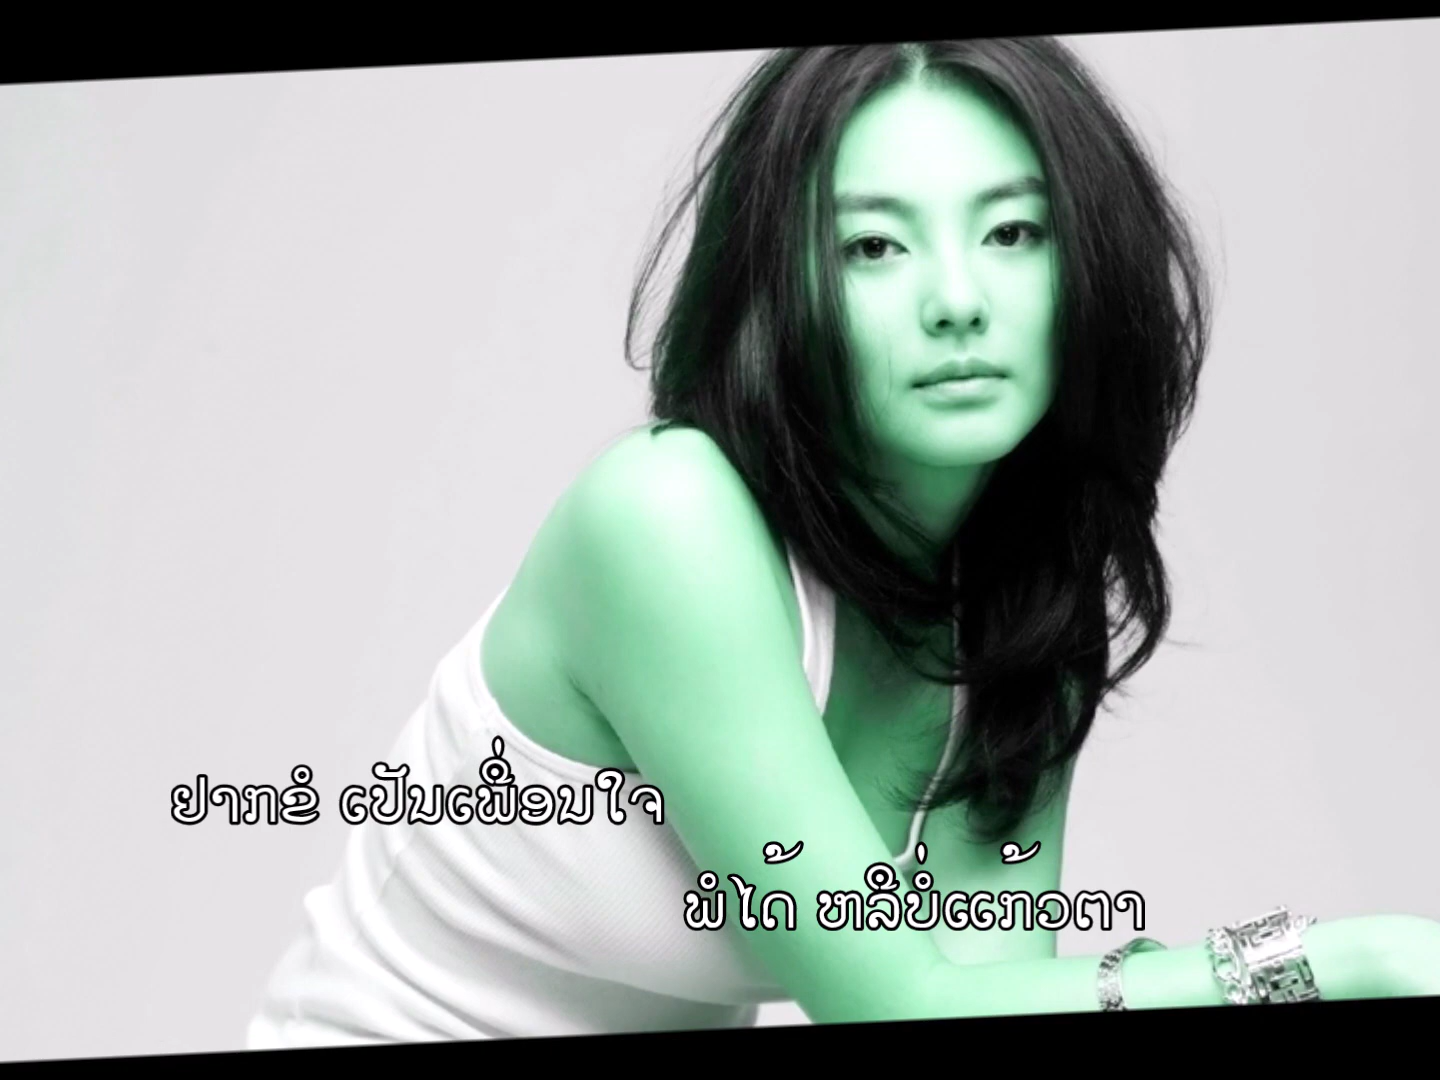 ຢາກຂໍ ເປັນເພື່ອນໃຈ
ພໍໄດ້ ຫລືບໍ່ແກ້ວຕາ